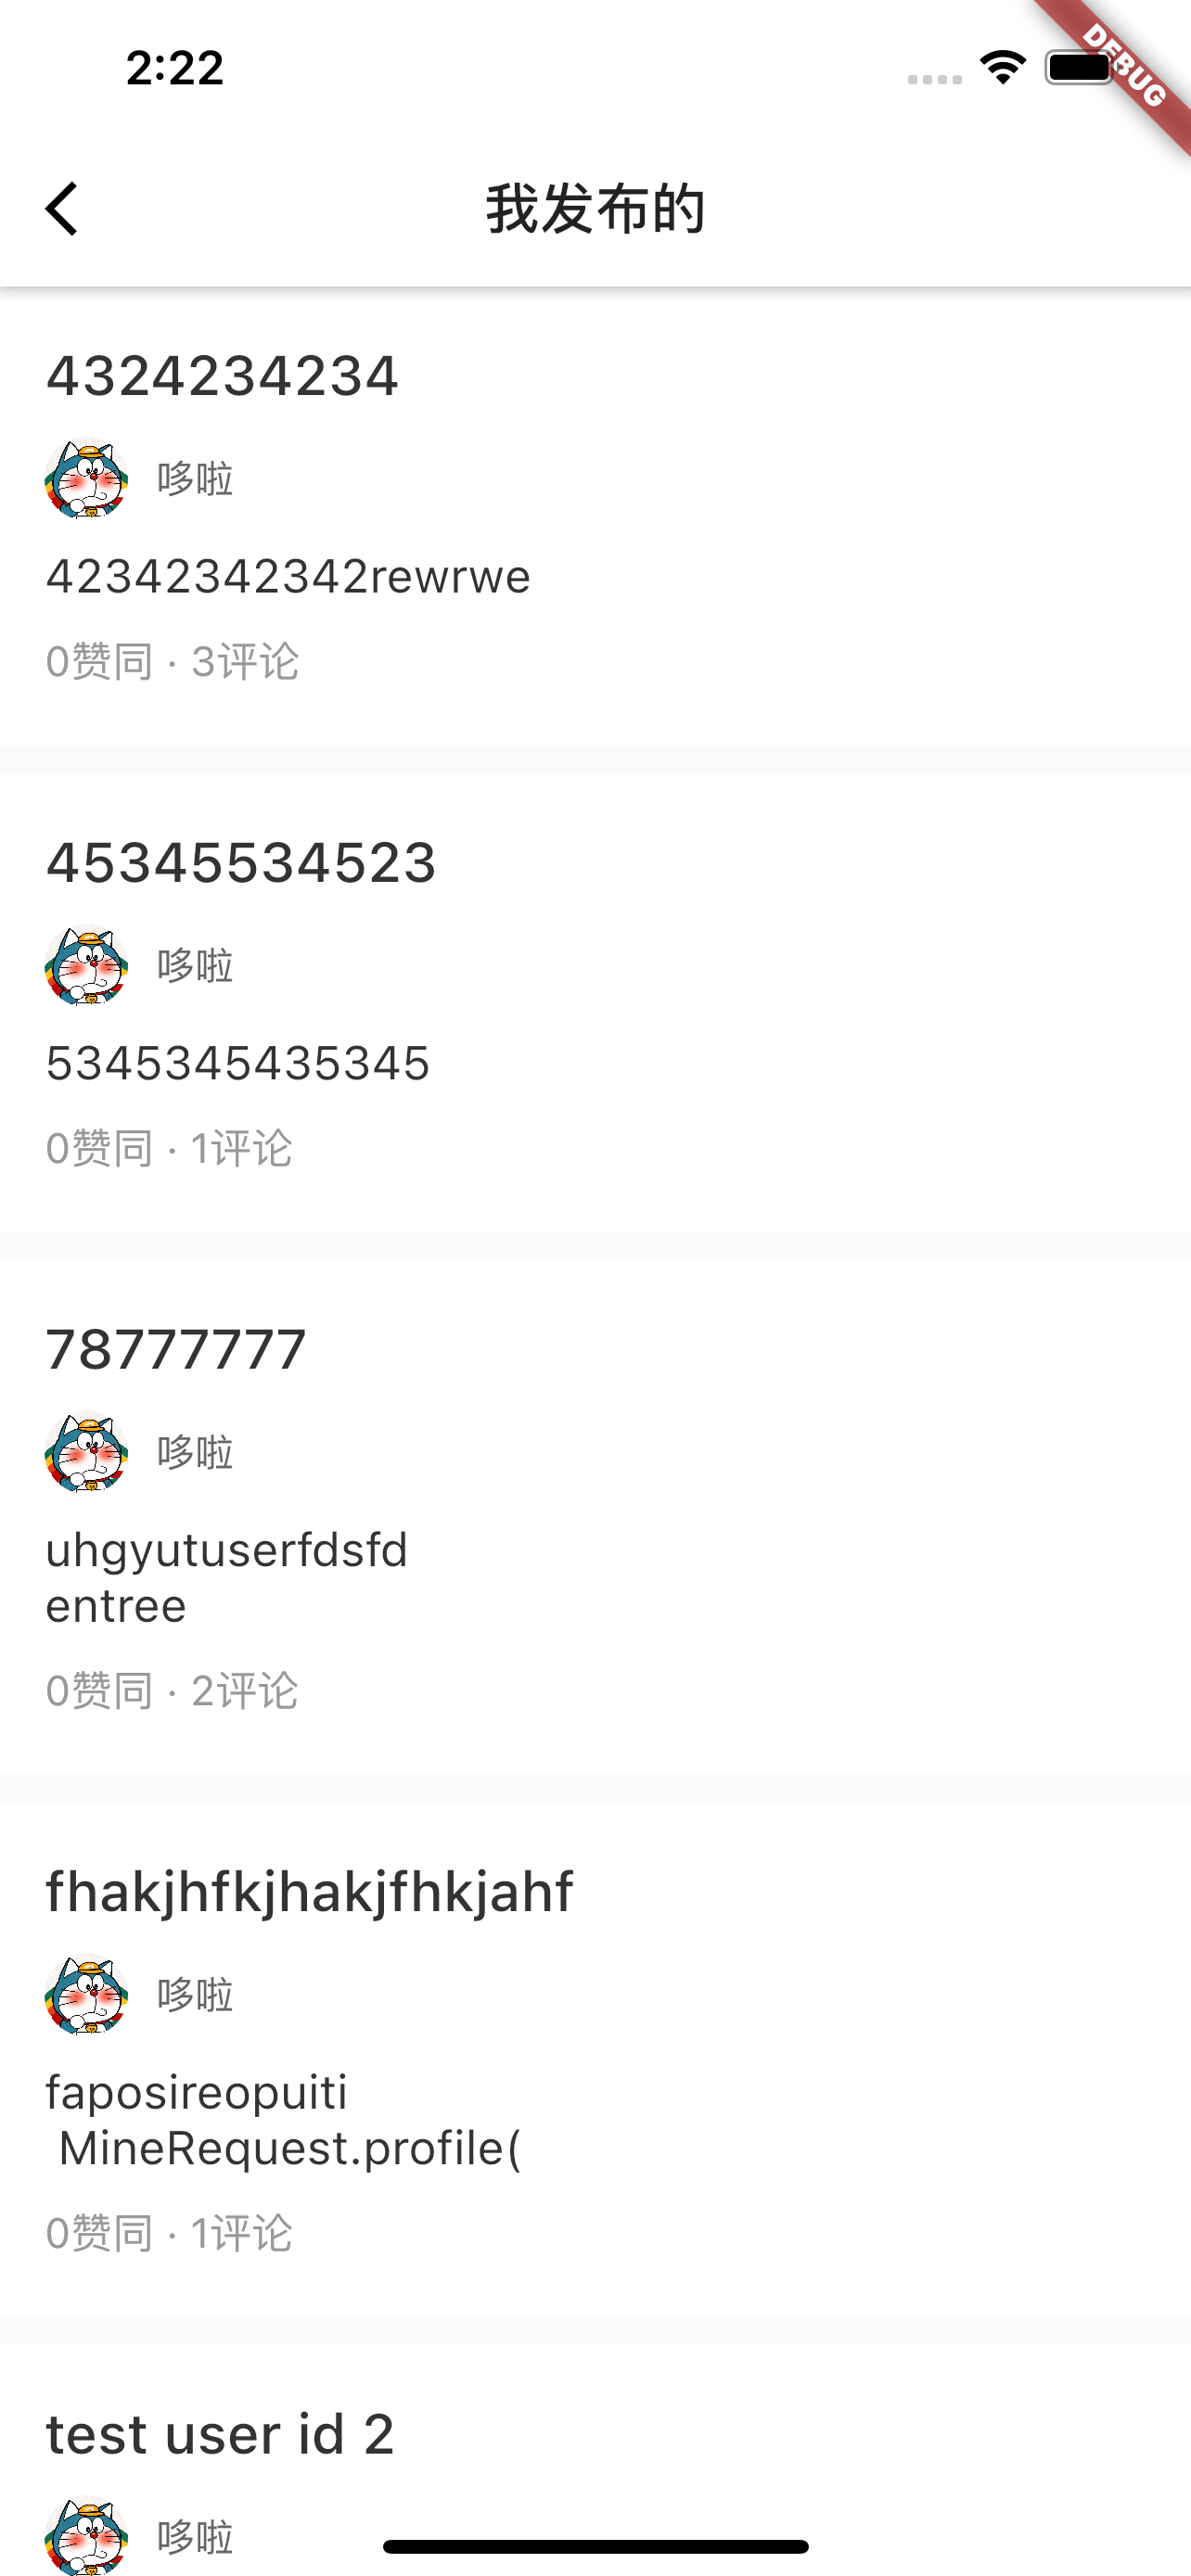 2:22
DEBUG
我发布的
4324234234
哆啦
42342342342rewrwe
0赞同 · 3评论
45345534523
哆啦
5345345435345
0赞同 · 1评论
78777777
哆啦
uhgyutuserfdsfd
entree
0赞同 · 2评论
fhakjhfkjhakjfhkjahf
哆啦
faposireopuiti
MineRequest.profile(
0赞同 · 1评论
test user id 2
哆啦